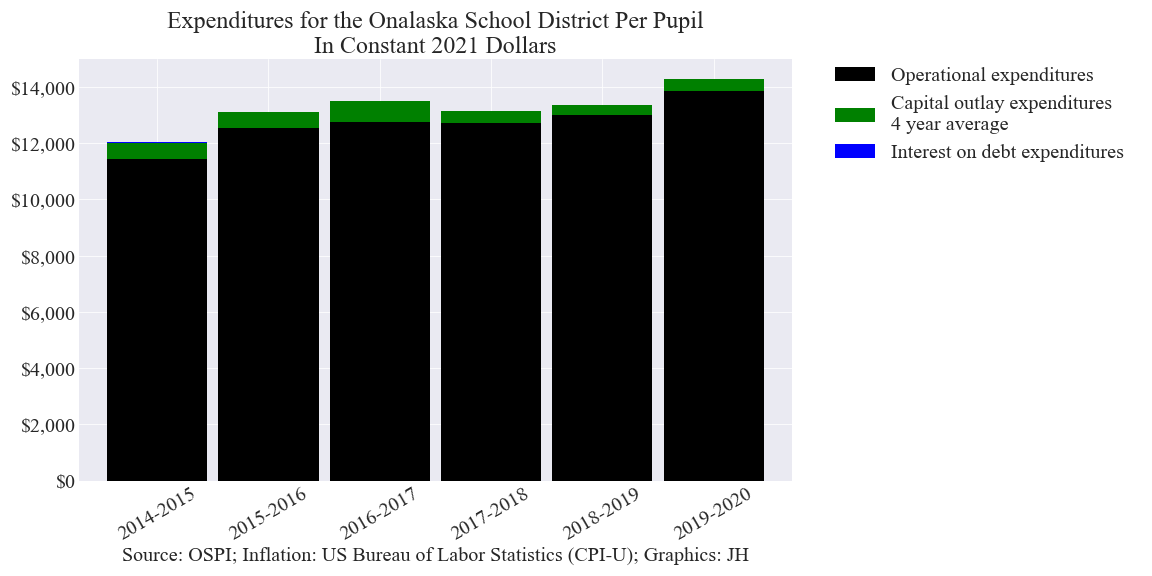 Expenditures for the Onalaska School District Per Pupil
In Constant 2021 Dollars
$14,000
$12,000
$10,000
$8,000
$6,000
$4,000
$2,000
$0
2014-2015
2015-2016
2016-2017
2017-2018
2018-2019
2019-2020
Source: OSPI; Inflation: US Bureau of Labor Statistics (CPI-U); Graphics: JH
Operational expenditures
Capital outlay expenditures
4 year average
Interest on debt expenditures